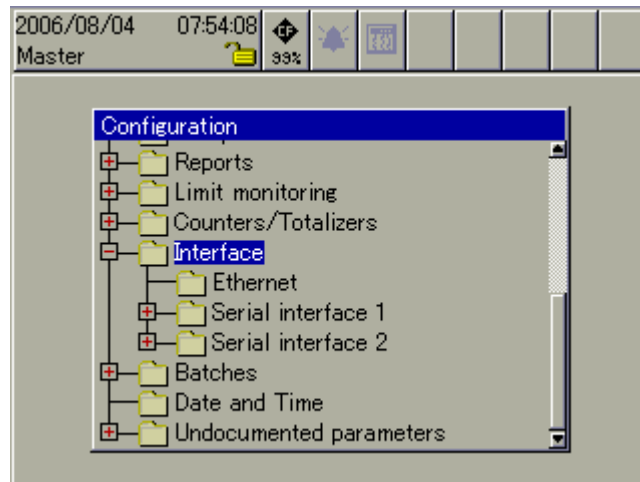 2006/08/04 07:54:08
Master
CF
99%
Configuration
Reports
Limit monitoring
Counters/Totalizers
Interface
Ethernet
Serial interface 1
Serial interface 2
Batches
Date and Time
Undocumented parameters